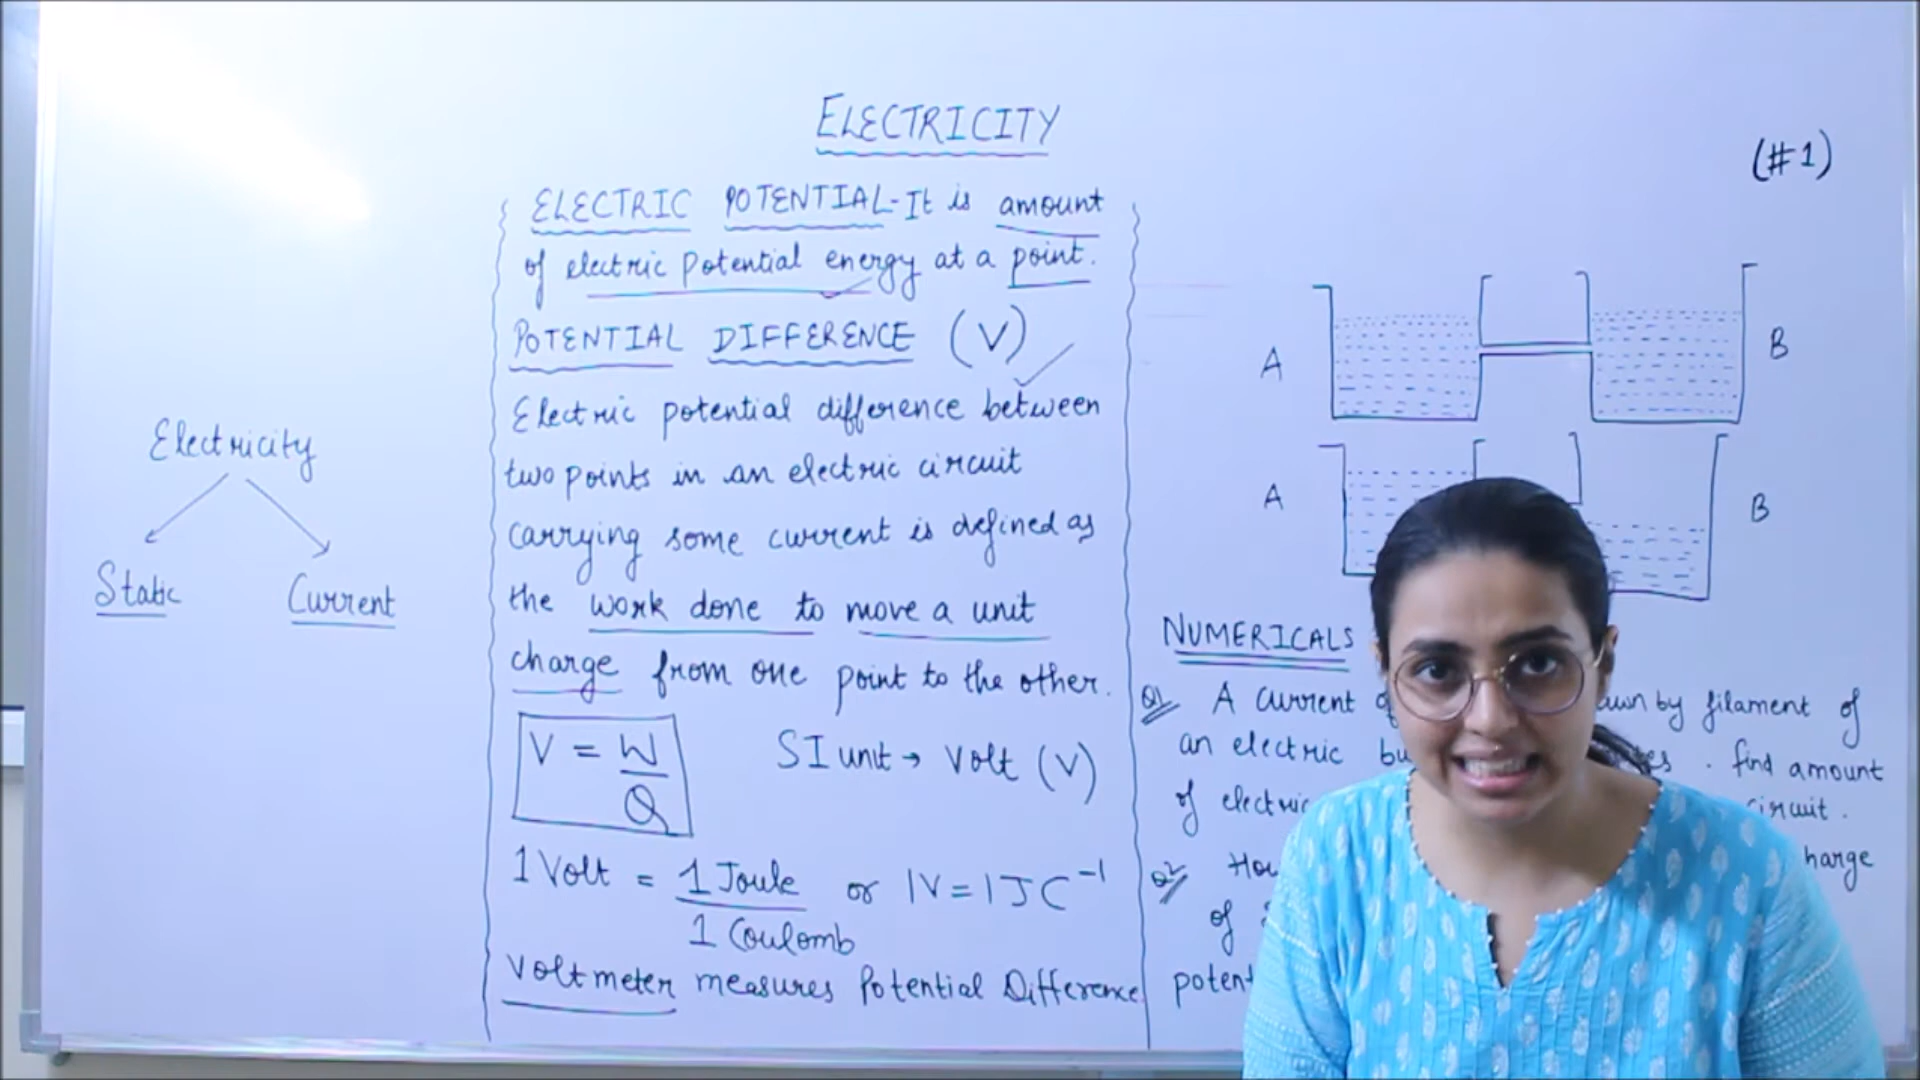 ELECTRICITY
(#1)
Electricity
Static
Current
ELECTRIC POTENTIAL-It is amount
of electric potential energy at a point.
POTENTIAL DIFFERENCE (V)
Electric potential difference between
two points in an electric circuit
carrying some current is defined as
the work done to move a unit
charge from one point to the other.
V = W/Q
SI unit → Volt (V)
1 Volt = 1 Joule / 1 Coulomb or 1V = 1JC⁻¹
Voltmeter measures Potential Difference
A
B
A
B
NUMERICALS
Q1 A current by filament of
an electric . find amount
of circuit.
Q2 
of